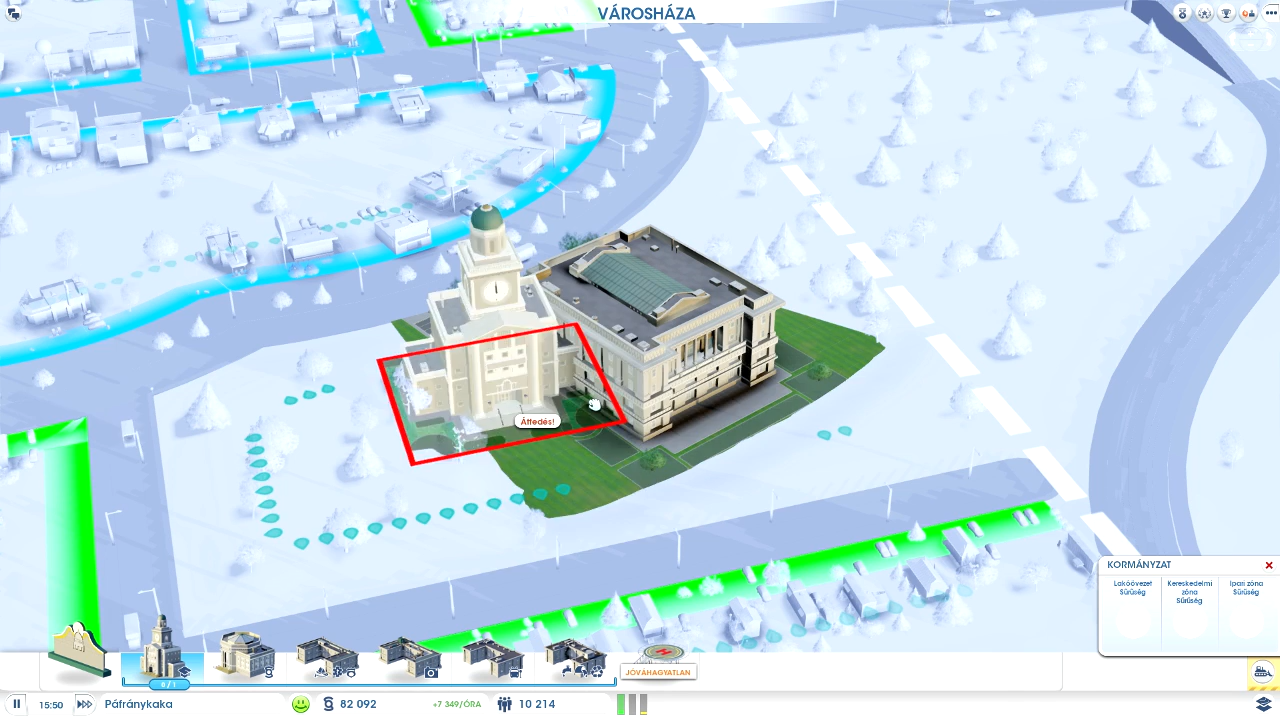 VÁROSHÁZA
Átfedés!
KORMÁNYZAT
Lakóövezet
Sűrűség
Kereskedelmi
zóna
Sűrűség
Ipari zóna
Sűrűség
6 / 1
JÓVÁHAGYATLAN
15:50
Páfránykaka
82 092
+7 349/ÓRA
10 214